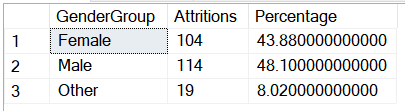 GenderGroup Attritions Percentage
1 Female 104 43.880000000000
2 Male 114 48.100000000000
3 Other 19 8.020000000000